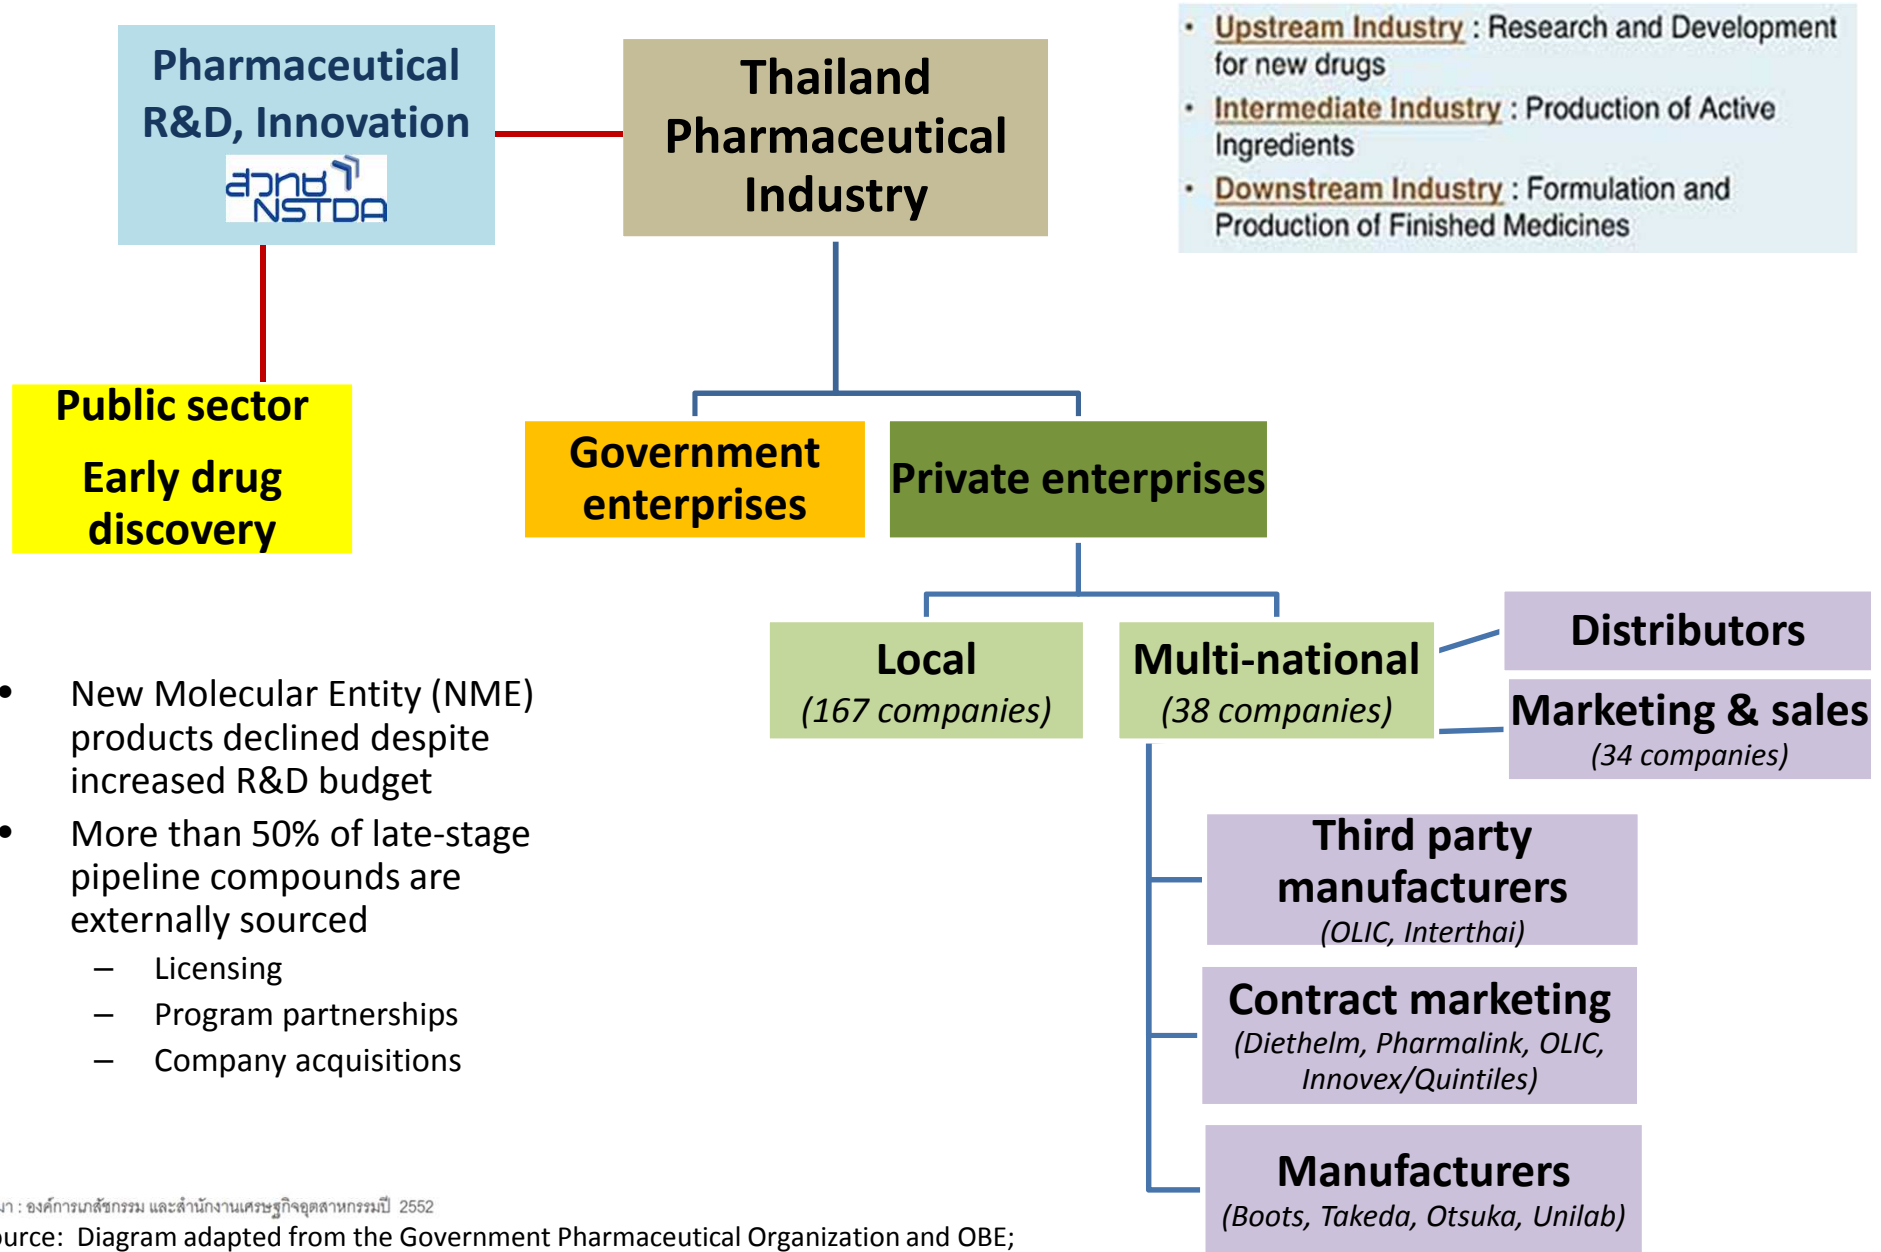 Pharmaceutical
R&D, Innovation
สวทช
NSTDA
Thailand
Pharmaceutical
Industry
• Upstream Industry : Research and Development
for new drugs
• Intermediate Industry : Production of Active
Ingredients
• Downstream Industry : Formulation and
Production of Finished Medicines
Public sector
Early drug
discovery
Government
enterprises
Private enterprises
Local
(167 companies)
Multi-national
(38 companies)
Distributors
Marketing & sales
(34 companies)
Third party
manufacturers
(OLIC, Interthai)
Contract marketing
(Diethelm, Pharmalink, OLIC,
Innovex/Quintiles)
Manufacturers
(Boots, Takeda, Otsuka, Unilab)
• New Molecular Entity (NME)
products declined despite
increased R&D budget
• More than 50% of late-stage
pipeline compounds are
externally sourced
– Licensing
– Program partnerships
– Company acquisitions
มา : องค์การเภสัชกรรม และสำนักงานเศรษฐกิจอุตสาหกรรมปี 2552
ource: Diagram adapted from the Government Pharmaceutical Organization and OBE;